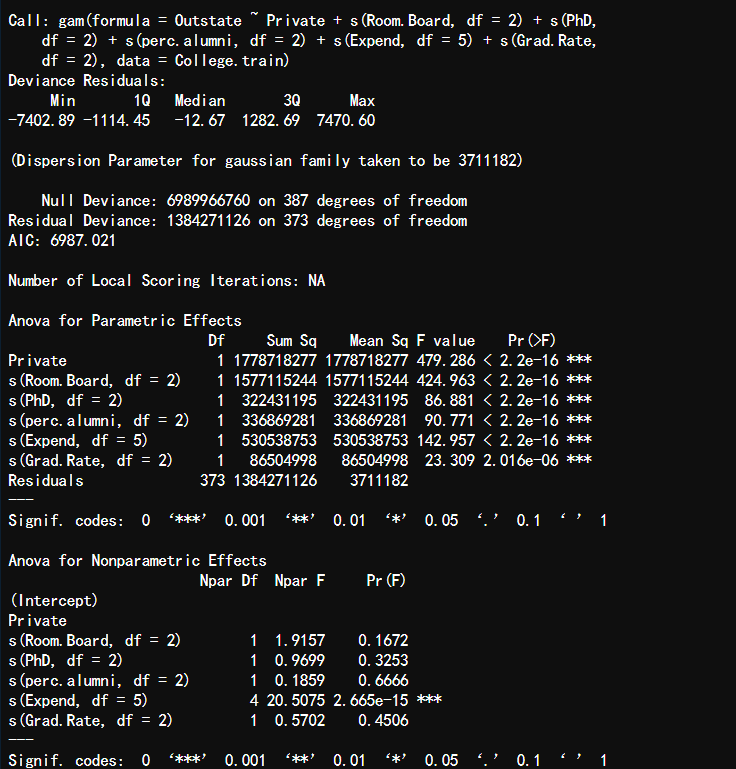 Call: gam(formula = Outstate ~ Private + s(Room.Board, df = 2) + s(PhD,
    df = 2) + s(perc.alumni, df = 2) + s(Expend, df = 5) + s(Grad.Rate,
    df = 2), data = College.train)
Deviance Residuals:
     Min       1Q   Median       3Q      Max
-7402.89 -1114.45   -12.67  1282.69  7470.60

(Dispersion Parameter for gaussian family taken to be 3711182)

    Null Deviance: 6989966760 on 387 degrees of freedom
Residual Deviance: 1384271126 on 373 degrees of freedom
AIC: 6987.021

Number of Local Scoring Iterations: NA

Anova for Parametric Effects
                        Df     Sum Sq    Mean Sq F value    Pr(>F)
Private                  1 1778718277 1778718277 479.286 < 2.2e-16 ***
s(Room.Board, df = 2)    1 1577115244 1577115244 424.963 < 2.2e-16 ***
s(PhD, df = 2)           1  322431195  322431195  86.881 < 2.2e-16 ***
s(perc.alumni, df = 2)   1  336869281  336869281  90.771 < 2.2e-16 ***
s(Expend, df = 5)        1  530538753  530538753 142.957 < 2.2e-16 ***
s(Grad.Rate, df = 2)     1   86504998   86504998  23.309 2.016e-06 ***
Residuals              373 1384271126    3711182
---
Signif. codes:  0 ‘***’ 0.001 ‘**’ 0.01 ‘*’ 0.05 ‘.’ 0.1 ‘ ’ 1

Anova for Nonparametric Effects
                       Npar Df  Npar F     Pr(F)
(Intercept)
Private
s(Room.Board, df = 2)        1  1.9157    0.1672
s(PhD, df = 2)               1  0.9699    0.3253
s(perc.alumni, df = 2)       1  0.1859    0.6666
s(Expend, df = 5)            4 20.5075 2.665e-15 ***
s(Grad.Rate, df = 2)         1  0.5702    0.4506
---
Signif. codes:  0 ‘***’ 0.001 ‘**’ 0.01 ‘*’ 0.05 ‘.’ 0.1 ‘ ’ 1